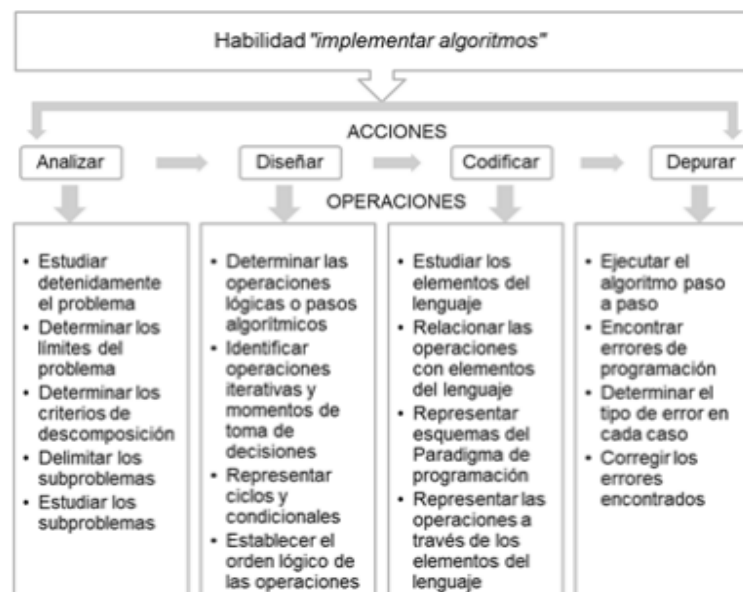 Habilidad "implementar algoritmos"
ACCIONES
Analizar
Diseñar
Codificar
Depurar
OPERACIONES
• Estudiar
detenidamente
el problema
• Determinar los
límites del
problema
• Determinar los
criterios de
descomposición
• Delimitar los
subproblemas
• Estudiar los
subproblemas
• Determinar las
operaciones
lógicas o pasos
algorítmicos
• Identificar
operaciones
iterativas y
momentos de
toma de
decisiones
• Representar
ciclos y
condicionales
• Establecer el
orden lógico de
las operaciones
• Estudiar los
elementos del
lenguaje
• Relacionar las
operaciones
con elementos
del lenguaje
• Representar
esquemas del
Paradigma de
programación
• Representar las
operaciones a
través de los
elementos del
lenguaje
• Ejecutar el
algoritmo paso
a paso
• Encontrar
errores de
programación
• Determinar el
tipo de error en
cada caso
• Corregir los
errores
encontrados